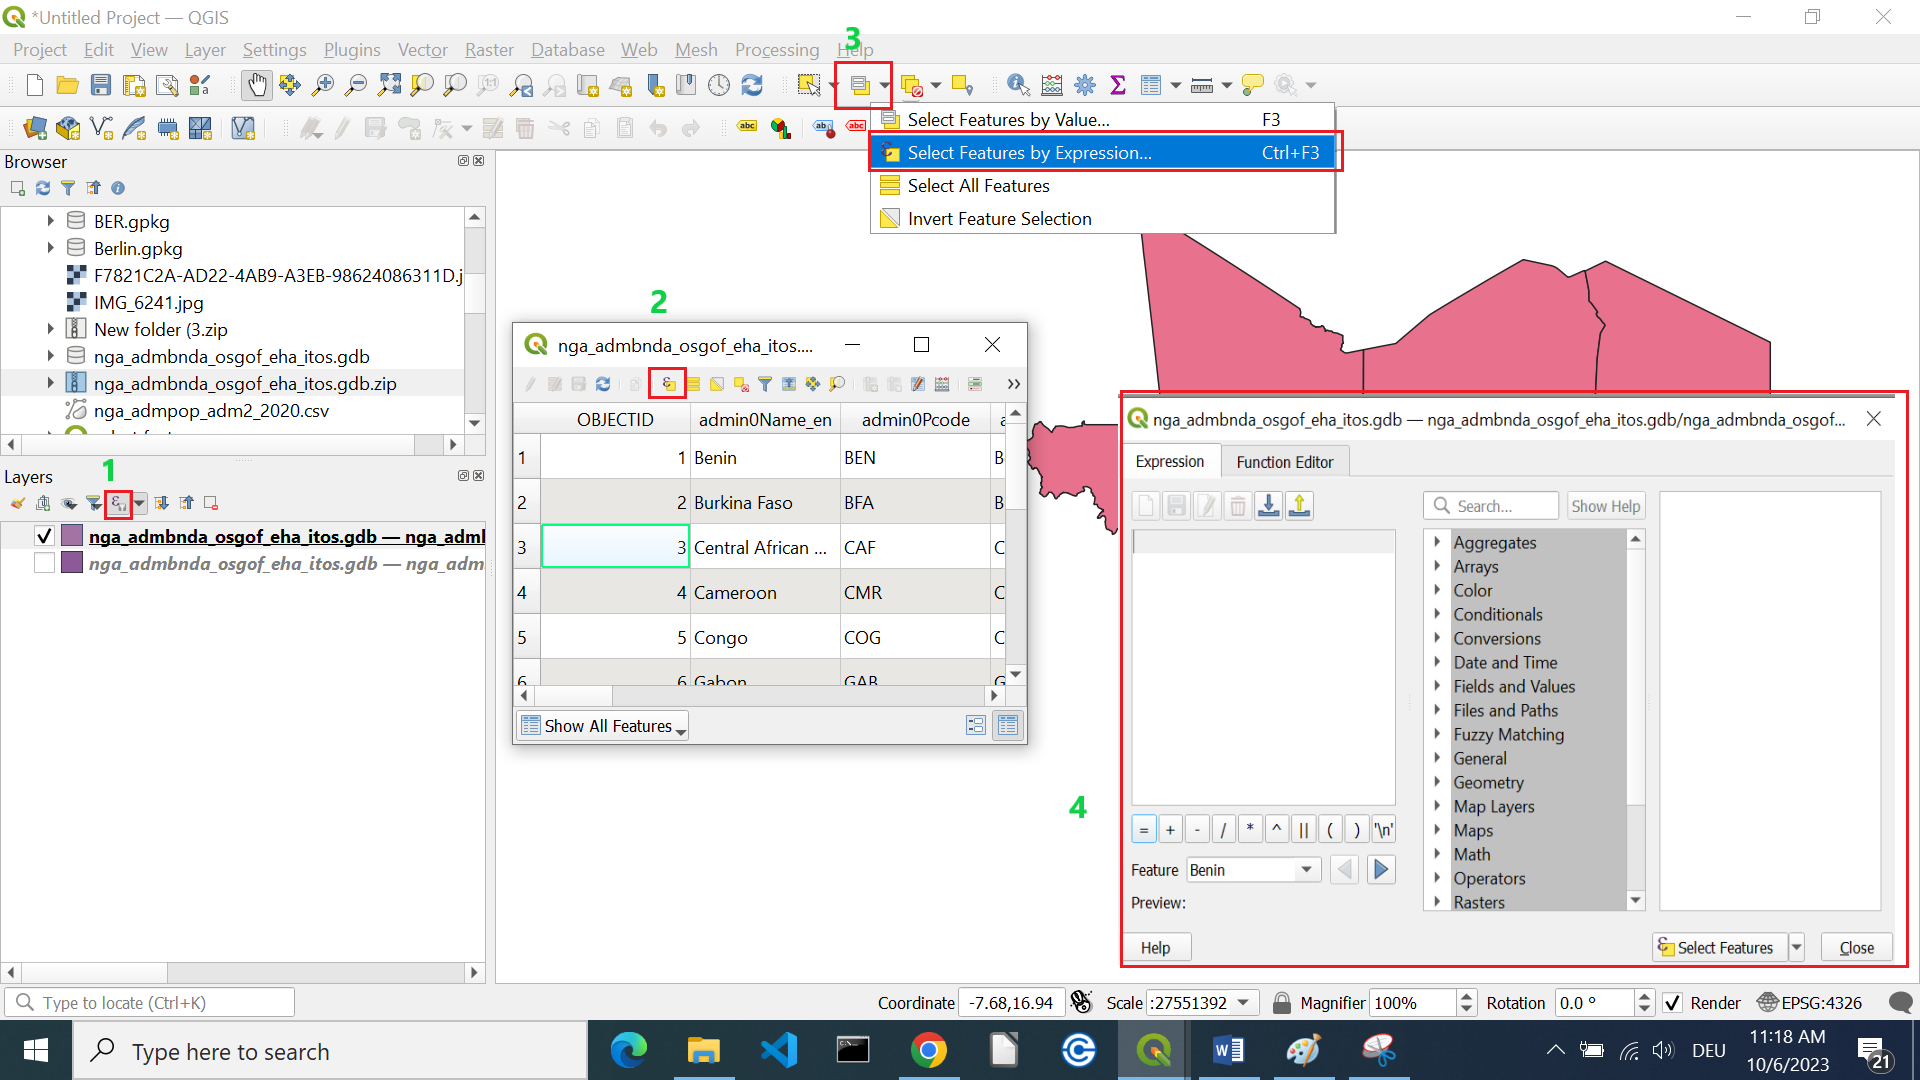 *Untitled Project — QGIS
Project Edit View Layer Settings Plugins Vector Raster Database Web Mesh Processing Help
3
Select Features by Value... F3
Select Features by Expression... Ctrl+F3
Select All Features
Invert Feature Selection
abc
ab
abc
Browser
BER.gpkg
Berlin.gpkg
F7821C2A-AD22-4AB9-A3EB-98624086311D.j
IMG_6241.jpg
New folder (3.zip
nga_admbnda_osgof_eha_itos.gdb
nga_admbnda_osgof_eha_itos.gdb.zip
nga_admpop_adm2_2020.csv
Layers
1
nga_admbnda_osgof_eha_itos.gdb — nga_adml
nga_admbnda_osgof_eha_itos.gdb — nga_adm
2
nga_admbnda_osgof_eha_itos....
OBJECTID admin0Name_en admin0Pcode a
1 1 Benin BEN B
2 2 Burkina Faso BFA B
3 3 Central African ... CAF C
4 4 Cameroon CMR C
5 5 Congo COG C
6 6 Gabon GAB G
Show All Features
4
nga_admbnda_osgof_eha_itos.gdb — nga_admbnda_osgof_eha_itos.gdb/nga_admbnda_osgof...
Expression Function Editor
Search... Show Help
Aggregates
Arrays
Color
Conditionals
Conversions
Date and Time
Fields and Values
Files and Paths
Fuzzy Matching
General
Geometry
Map Layers
Maps
Math
Operators
Rasters
= + - / * ^ || ( ) '\n'
Feature Benin
Preview:
Help Select Features Close
Type to locate (Ctrl+K) Coordinate -7.68,16.94 Scale :27551392 Magnifier 100% Rotation 0.0 ° Render EPSG:4326
Type here to search
DEU
11:18 AM
10/6/2023
21